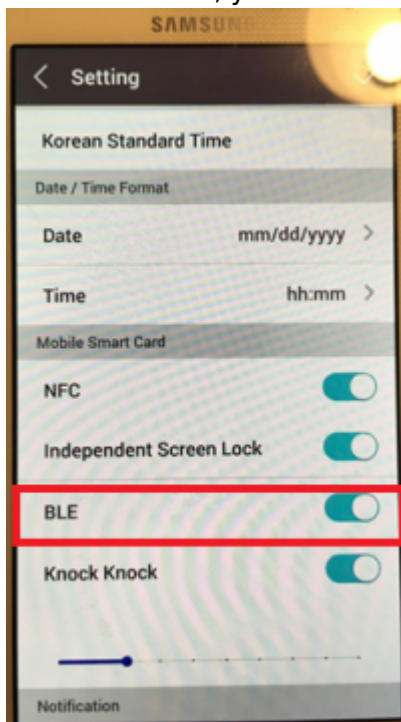 SAMSUNG
< Setting
Korean Standard Time
Date / Time Format
Date mm/dd/yyyy >
Time hh:mm >
Mobile Smart Card
NFC
Independent Screen Lock
BLE
Knock Knock
Notification